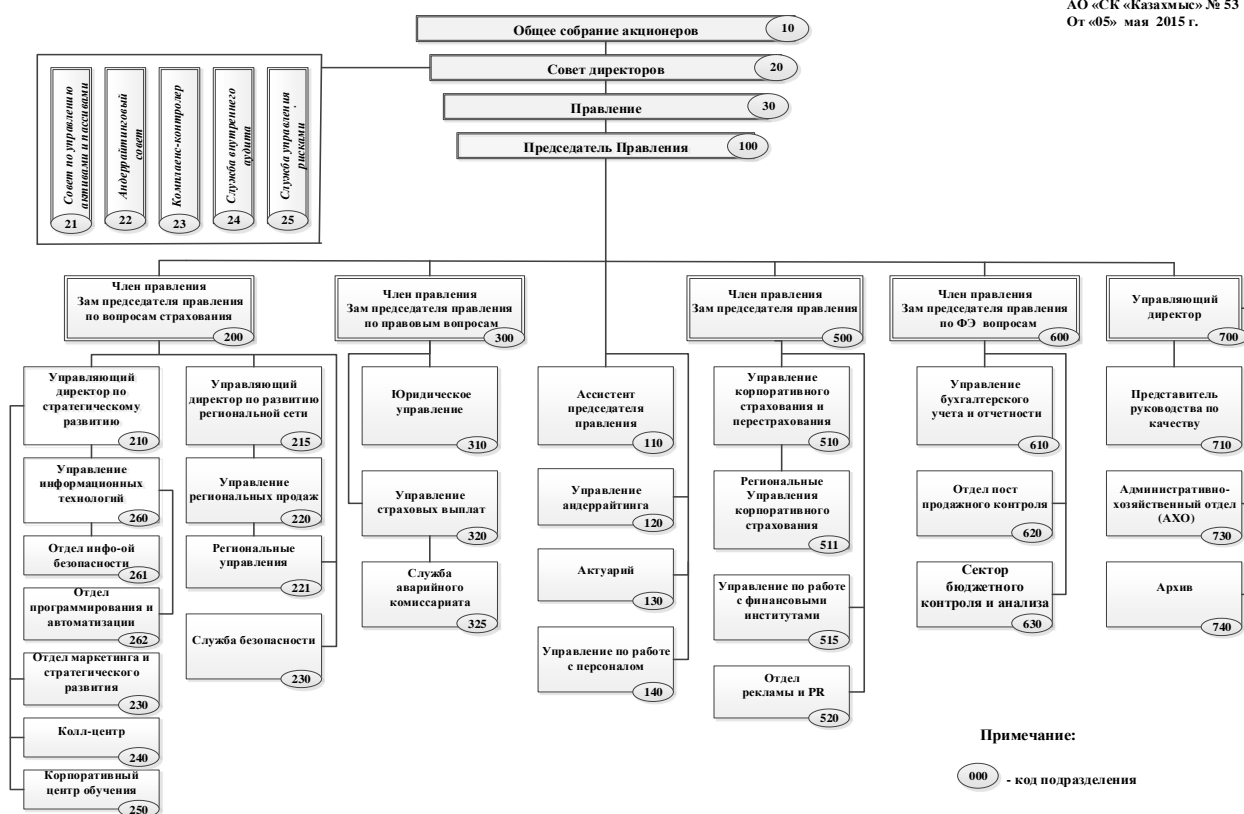 АО «СК «Казахмыс» № 53
От «05» мая 2015 г.
Общее собрание акционеров
10
Совет директоров
20
Правление
30
Председатель Правления
100
Совет по управлению
активами и пассивами
21
Андеррайтинговый
совет
22
Комплаенс-контролер
23
Служба внутреннего
аудита
24
Служба управления
рисками
25
Член правления
Зам председателя правления
по вопросам страхования
200
Член правления
Зам председателя правления
по правовым вопросам
300
Член правления
Зам председателя правления
500
Член правления
Зам председателя правления
по ФЭ вопросам
600
Управляющий
директор
700
Управляющий
директор по
стратегическому
развитию
210
Управление
информационных
технологий
260
Отдел инфо-ой
безопасности
261
Отдел
программирования и
автоматизации
262
Отдел маркетинга и
стратегического
развития
230
Колл-центр
240
Корпоративный
центр обучения
250
Управляющий
директор по развитию
региональной сети
215
Управление
региональных продаж
220
Региональные
управления
221
Служба безопасности
230
Юридическое
управление
310
Управление
страховых выплат
320
Служба
аварийного
комиссариата
325
Ассистент
председателя
правления
110
Управление
андеррайтинга
120
Актуарий
130
Управление по работе
с персоналом
140
Управление
корпоративного
страхования и
перестрахования
510
Региональные
Управления
корпоративного
страхования
511
Управление по работе
с финансовыми
институтами
515
Отдел
рекламы и PR
520
Управление
бухгалтерского
учета и отчетности
610
Отдел пост
продажного контроля
620
Сектор
бюджетного
контроля и анализа
630
Представитель
руководства по
качеству
710
Административно-
хозяйственный отдел
(АХО)
730
Архив
740
Примечание:
000 - код подразделения